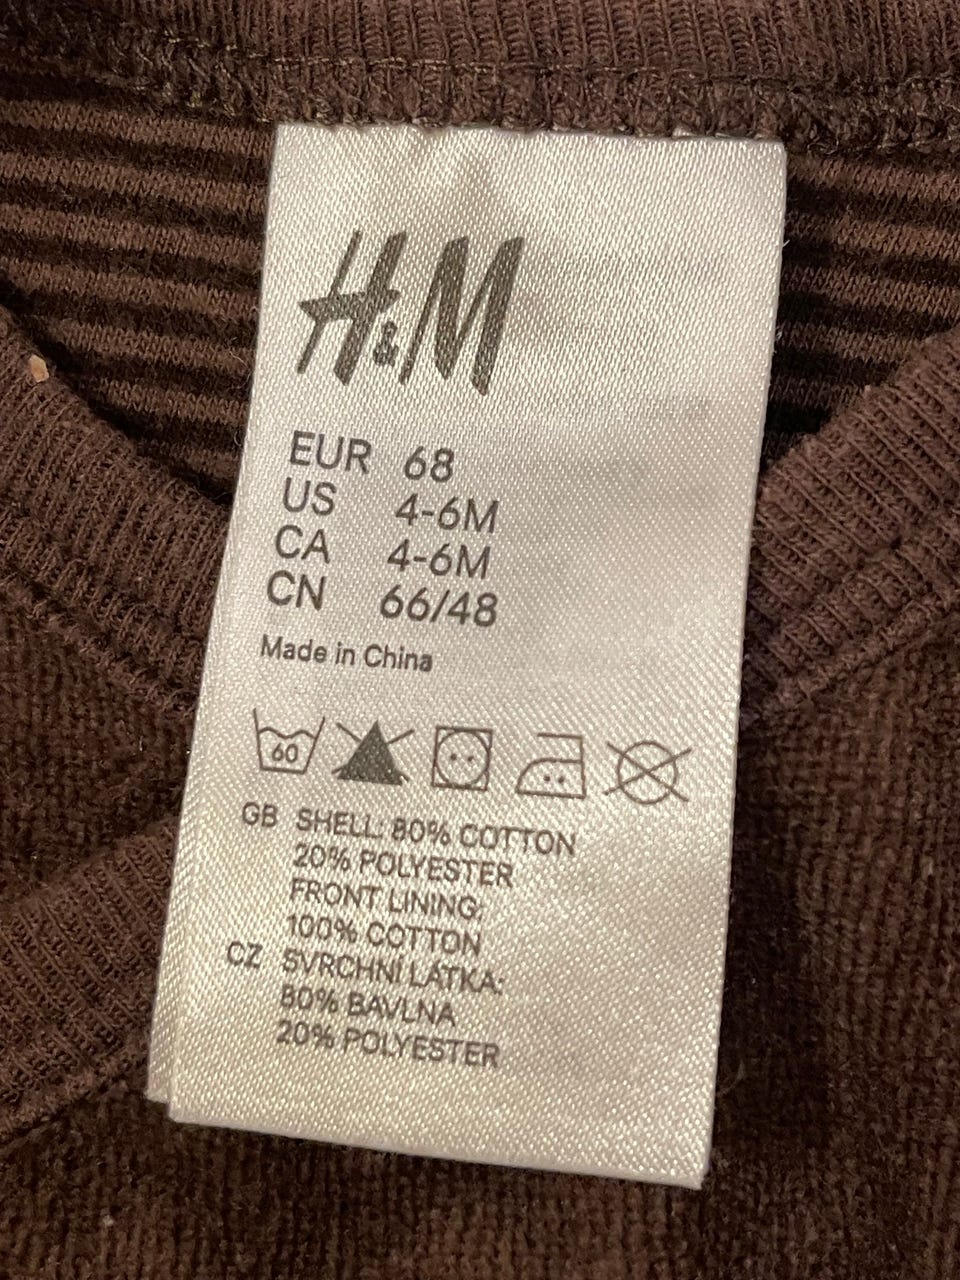 H&M
EUR 68
US 4-6M
CA 4-6M
CN 66/48
Made in China
60
GB SHELL: 80% COTTON
20% POLYESTER
FRONT LINING:
100% COTTON
CZ SVRCHNÍ LÁTKA:
80% BAVLNA
20% POLYESTER